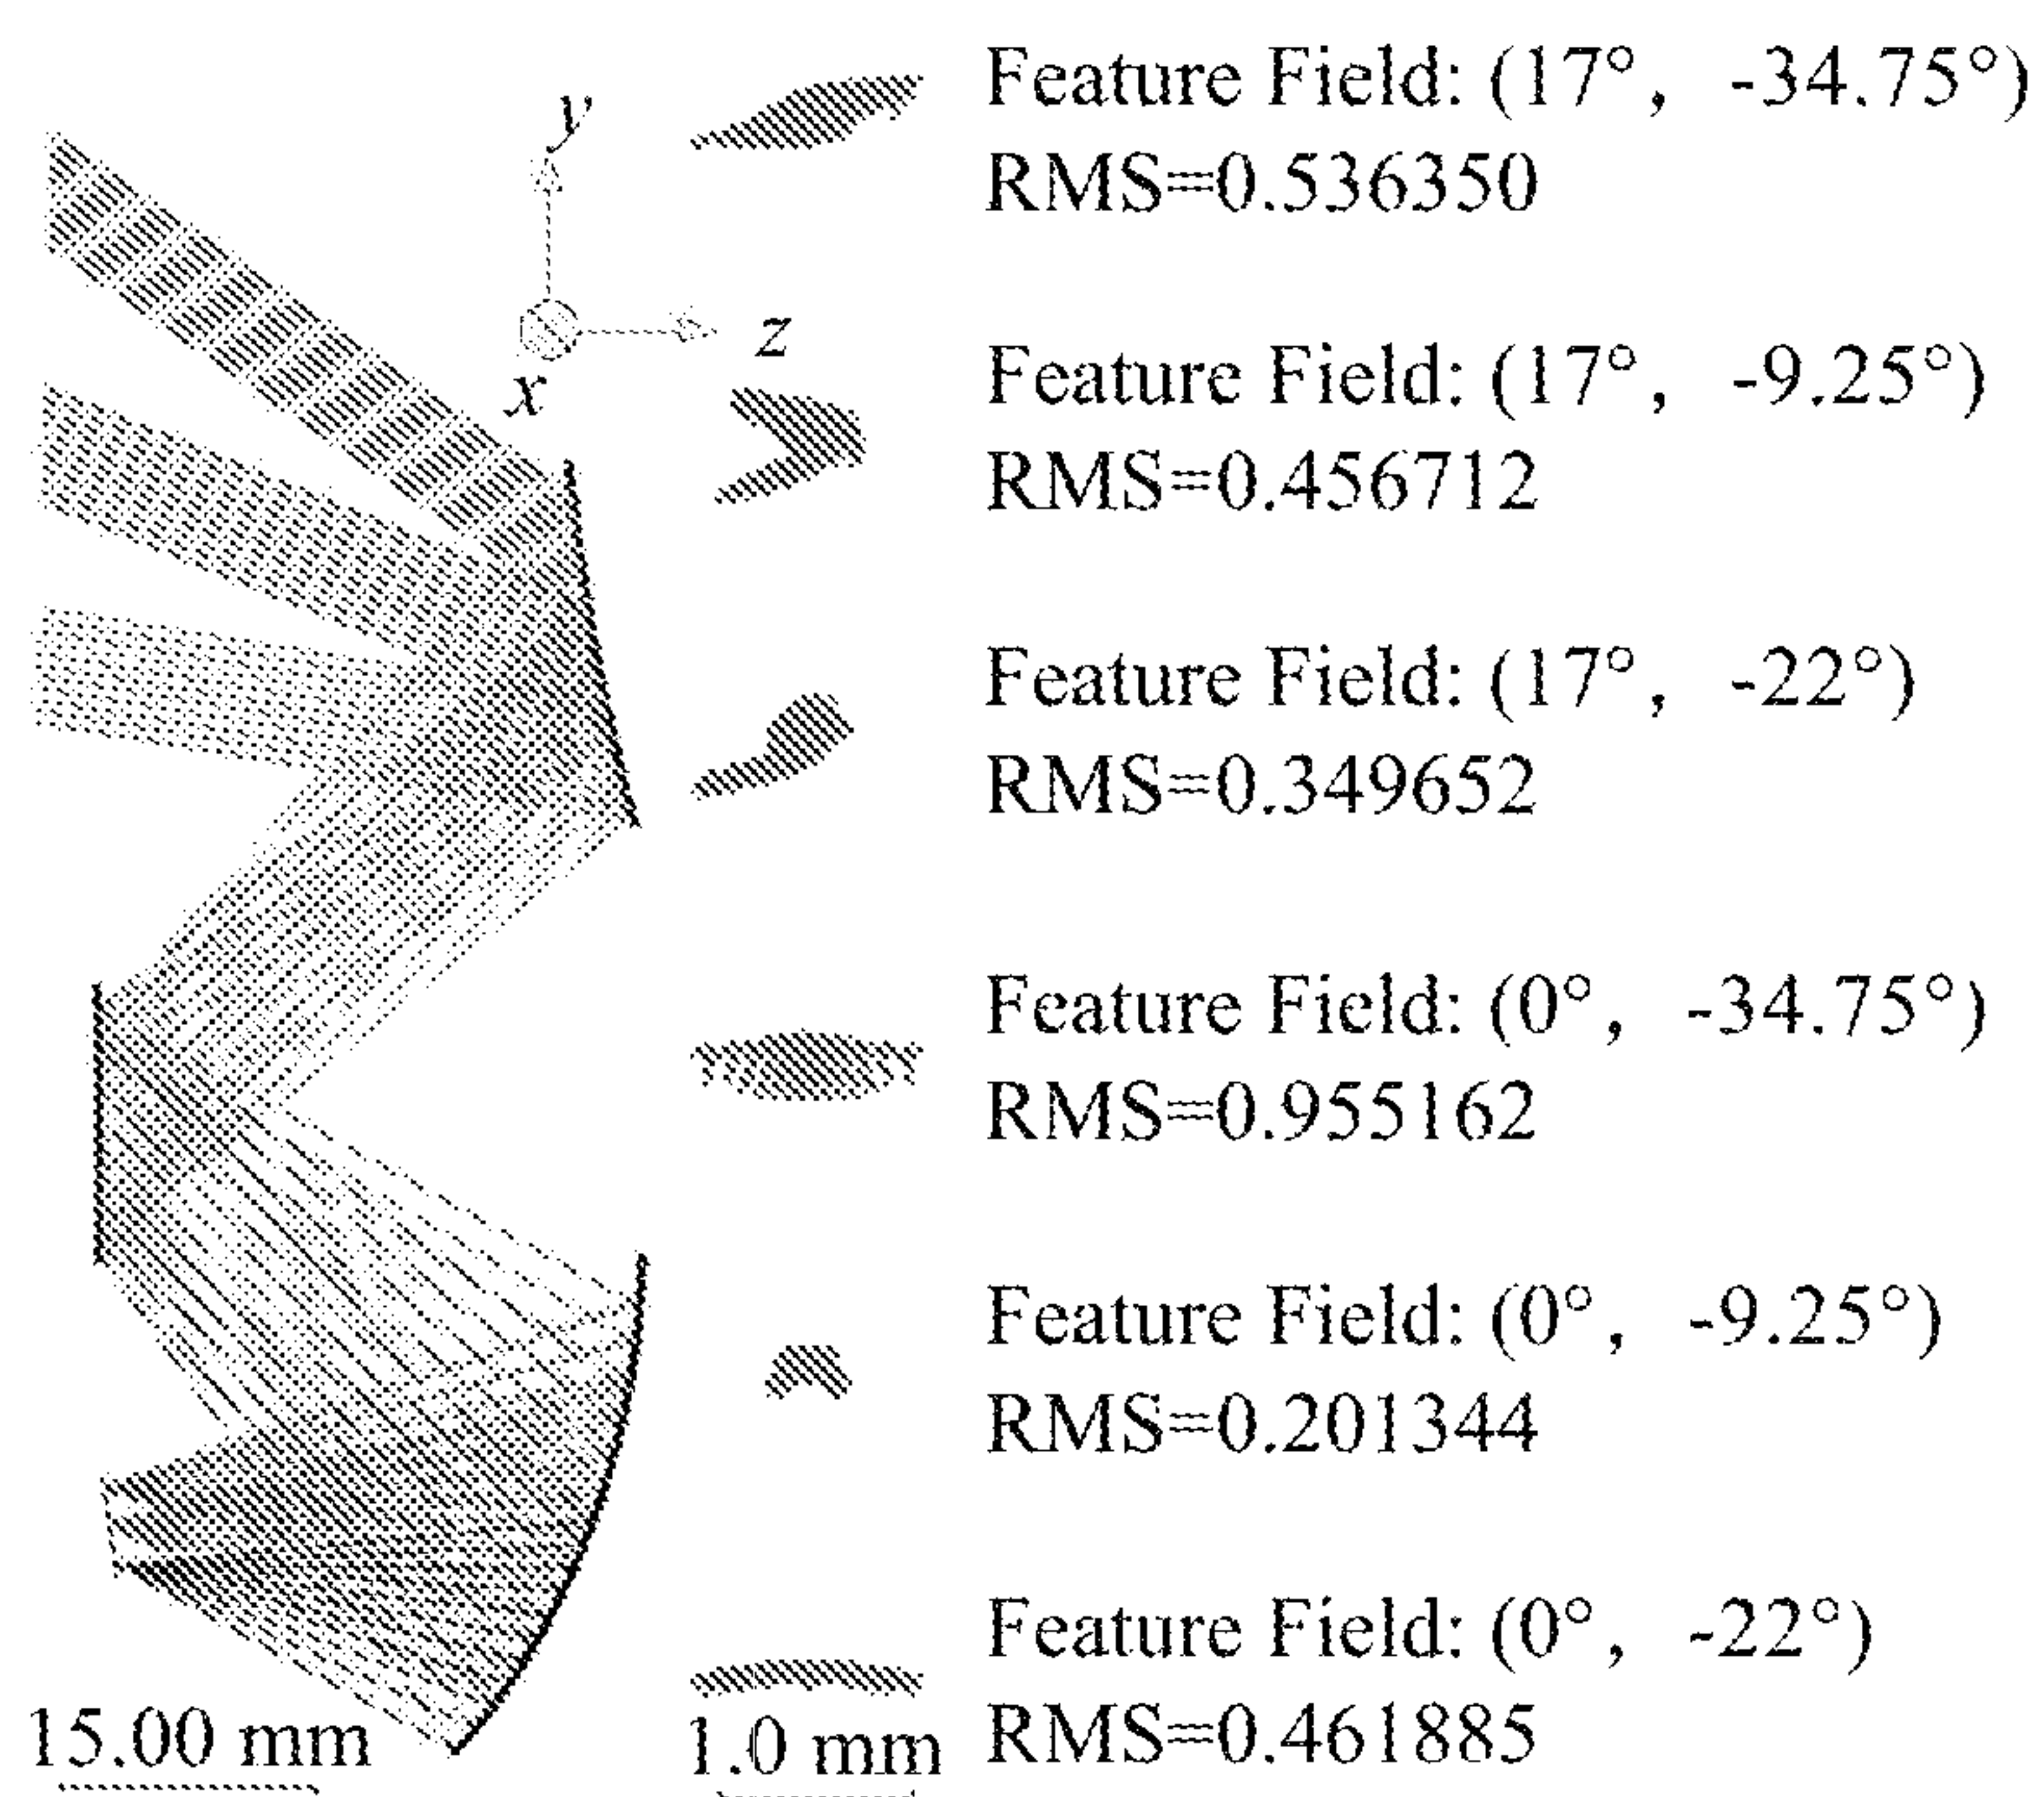 y
z
x
Feature Field: (17°, -34.75°)
RMS=0.536350
Feature Field: (17°, -9.25°)
RMS=0.456712
Feature Field: (17°, -22°)
RMS=0.349652
Feature Field: (0°, -34.75°)
RMS=0.955162
Feature Field: (0°, -9.25°)
RMS=0.201344
Feature Field: (0°, -22°)
RMS=0.461885
15.00 mm
1.0 mm